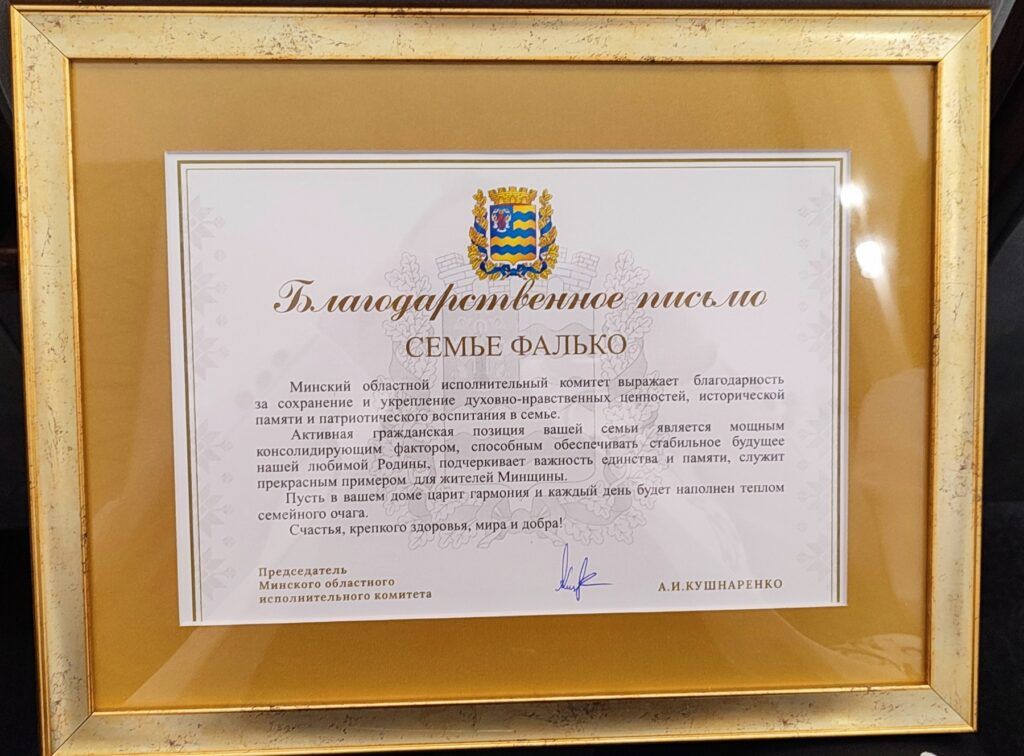 Благодарственное письмо
СЕМЬЕ ФАЛЬКО
Минский областной исполнительный комитет выражает благодарность
за сохранение и укрепление духовно-нравственных ценностей, исторической
памяти и патриотического воспитания в семье.
Активная гражданская позиция вашей семьи является мощным
консолидирующим фактором, способным обеспечивать стабильное будущее
нашей любимой Родины, подчеркивает важность единства и памяти, служит
прекрасным примером для жителей Минщины.
Пусть в вашем доме царит гармония и каждый день будет наполнен теплом
семейного очага.
Счастья, крепкого здоровья, мира и добра!
Председатель
Минского областного
исполнительного комитета
А.И.КУШНАРЕНКО